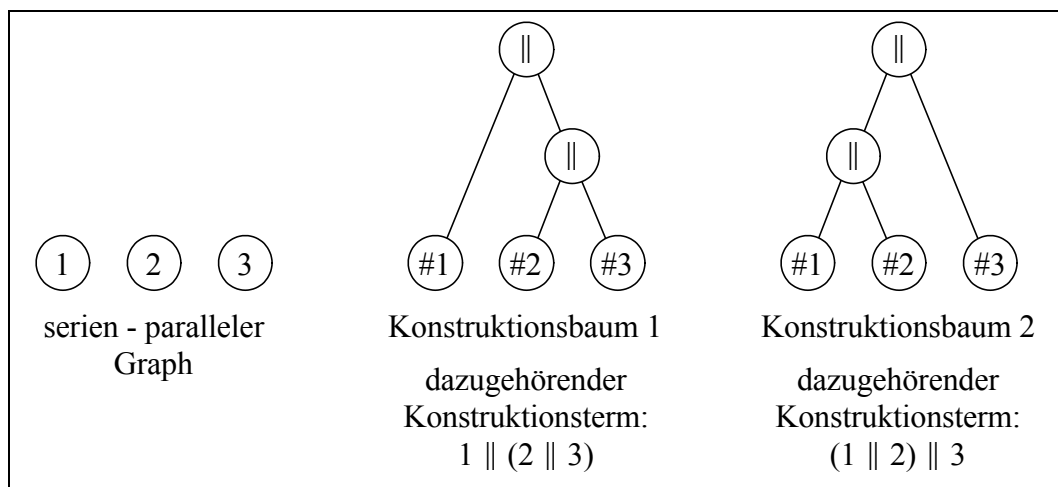 ||
||
||
||
1 2 3
#1 #2 #3
#1 #2 #3
serien - paralleler
Graph
Konstruktionsbaum 1
dazugehörender
Konstruktionsterm:
1 || (2 || 3)
Konstruktionsbaum 2
dazugehörender
Konstruktionsterm:
(1 || 2) || 3